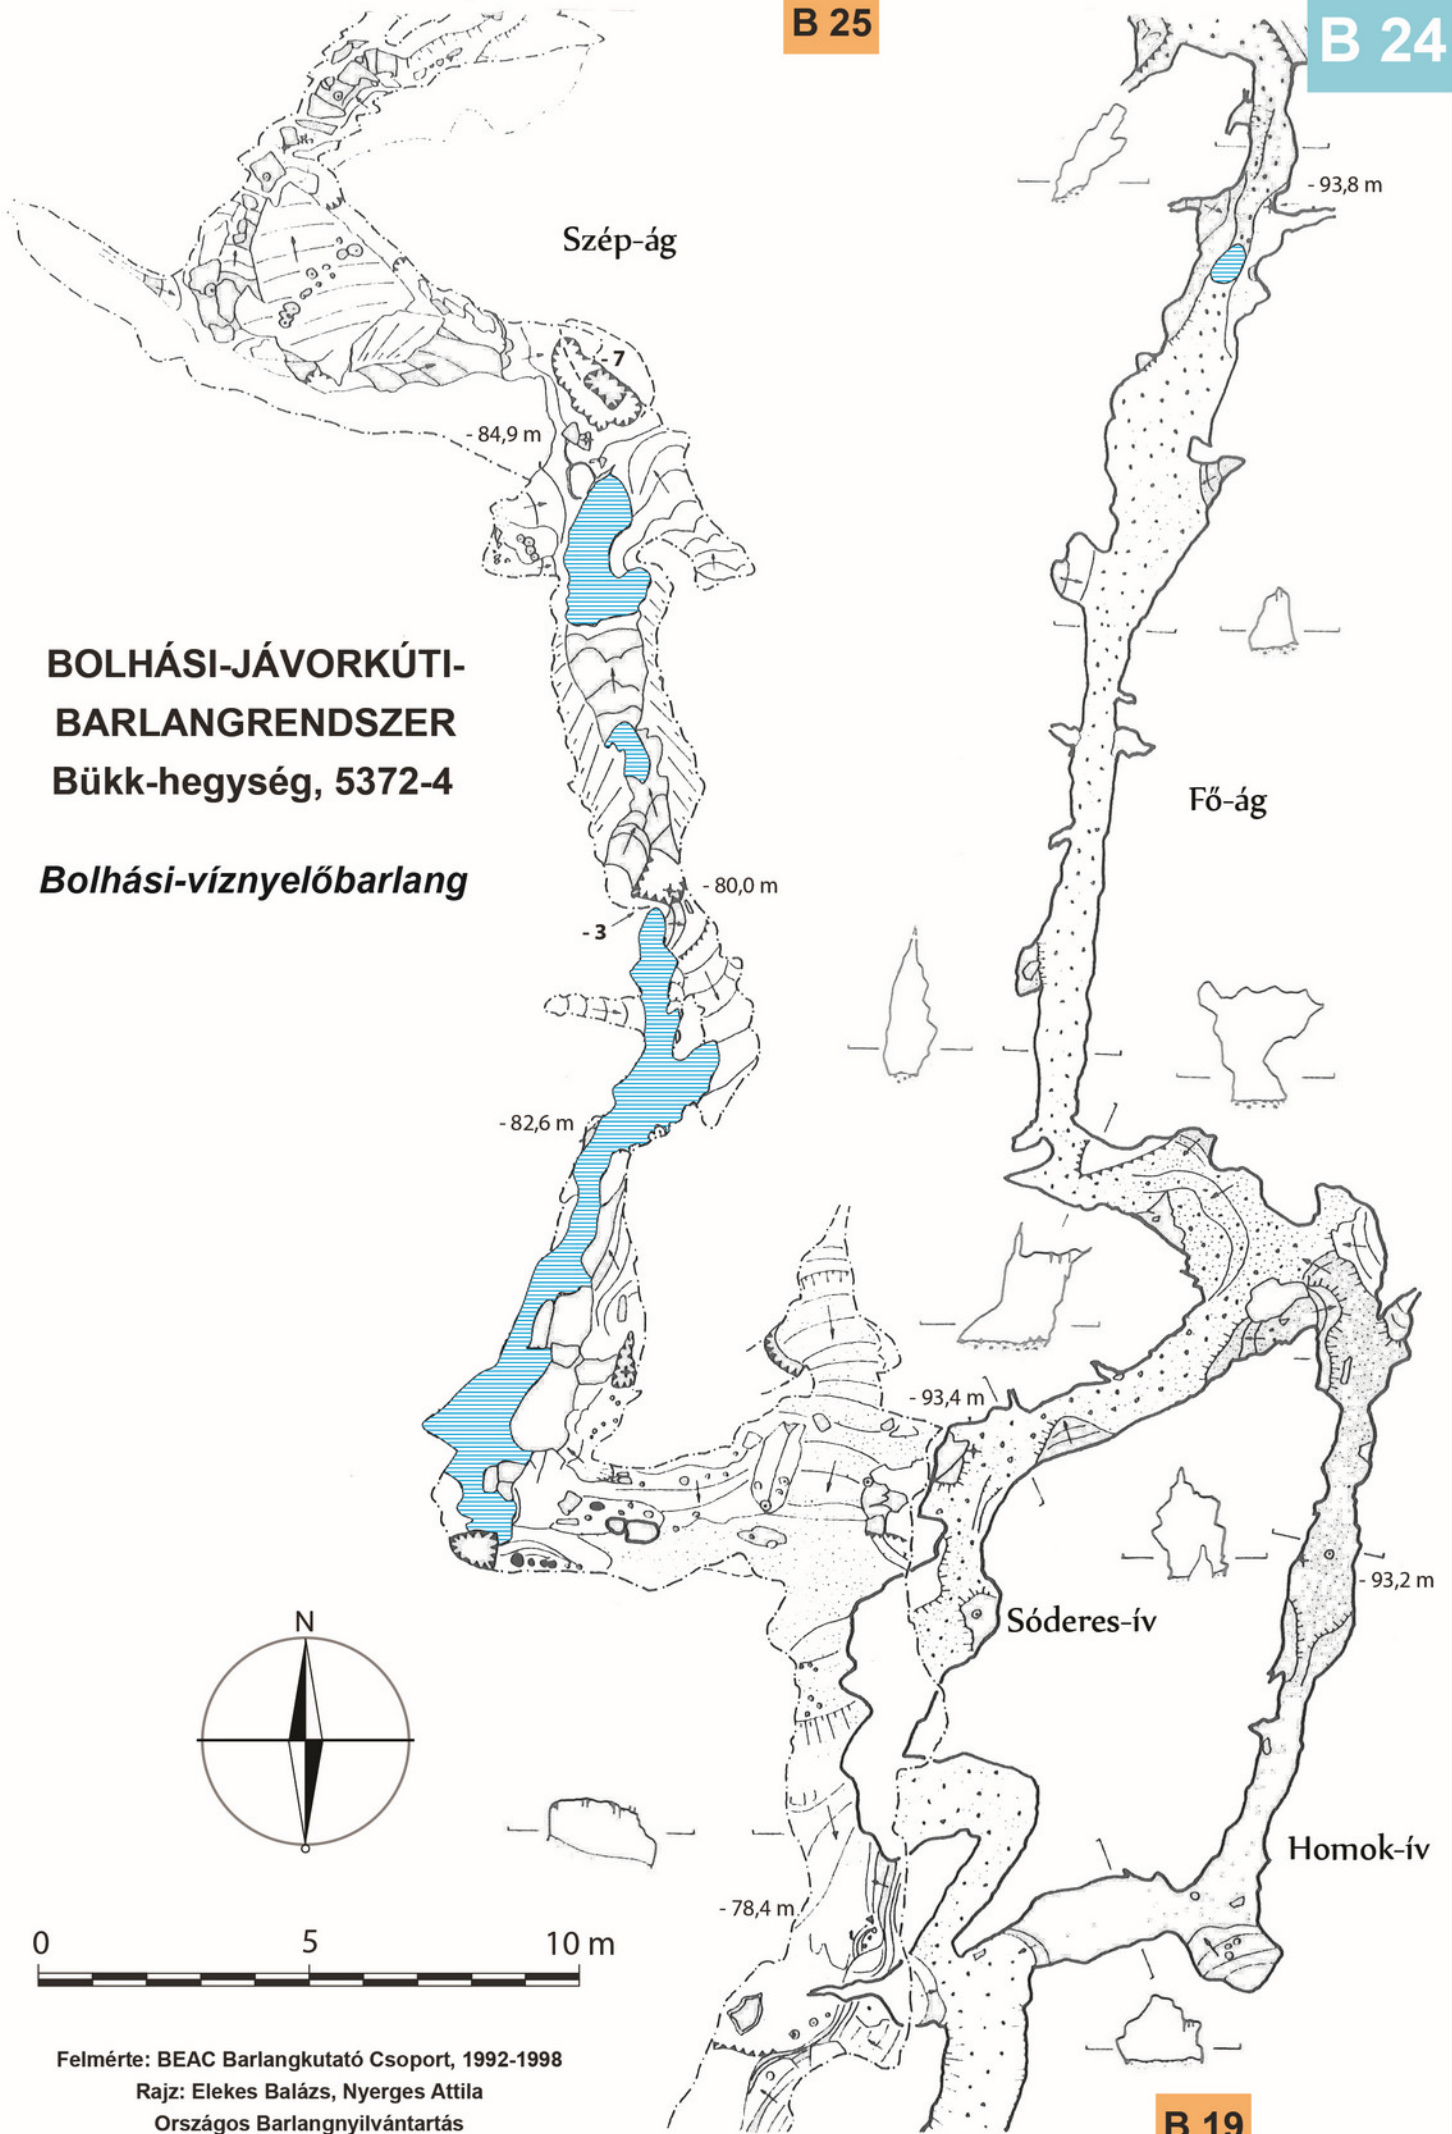 B 25
B 24
- 93,8 m
Szép-ág
- 7
- 84,9 m
BOLHÁSI-JÁVORKÚTI-
BARLANGRENDSZER
Bükk-hegység, 5372-4
Bolhási-víznyelőbarlang
Fő-ág
- 80,0 m
- 3
- 82,6 m
- 93,4 m
- 93,2 m
Sóderes-ív
N
Homok-ív
- 78,4 m
0 5 10 m
Felmérte: BEAC Barlangkutató Csoport, 1992-1998
Rajz: Elekes Balázs, Nyerges Attila
Országos Barlangnyilvántartás
B 19